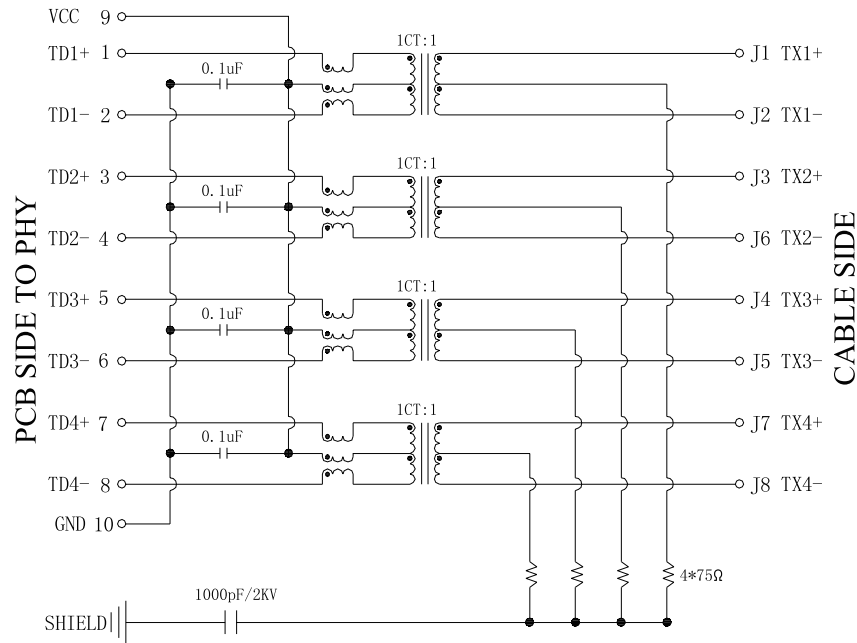 VCC 9
1CT:1
TD1+ 1
J1 TX1+
0.1uF
TD1- 2
J2 TX1-
1CT:1
TD2+ 3
J3 TX2+
0.1uF
TD2- 4
J6 TX2-
1CT:1
TD3+ 5
J4 TX3+
0.1uF
TD3- 6
J5 TX3-
1CT:1
TD4+ 7
J7 TX4+
0.1uF
TD4- 8
J8 TX4-
GND 10
PCB SIDE TO PHY
CABLE SIDE
4*75Ω
1000pF/2KV
SHIELD